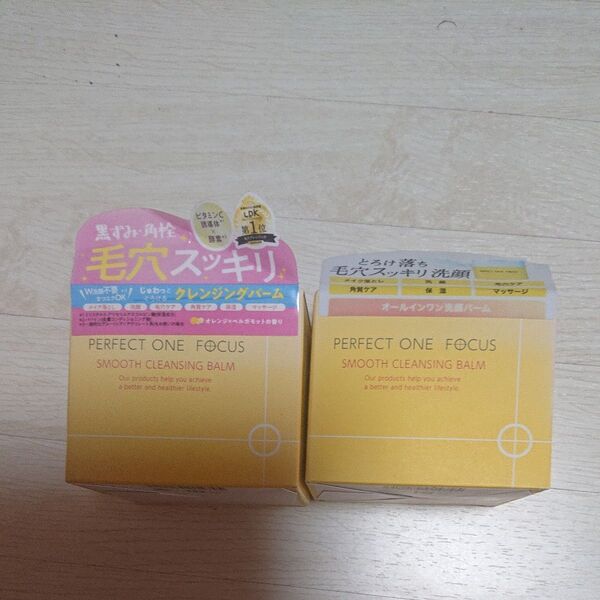 黒ずみ・角栓
毛穴スッキリ
ビタミンC
誘導体
×
酵素
LDK
第1位
W洗顔不要
まつエクOK
じゅわっと
とろける
クレンジングバーム
メイク落とし 洗顔 毛穴ケア 角質ケア 保湿 マッサージ
オレンジ×ベルガモットの香り
PERFECT ONE FOCUS
SMOOTH CLEANSING BALM
Our products help you achieve
a better and healthier lifestyle.
とろけ落ち
毛穴スッキリ洗顔
メイク落とし 洗顔 毛穴ケア
角質ケア 保湿 マッサージ
オールインワン洗顔バーム
PERFECT ONE FOCUS
SMOOTH CLEANSING BALM
Our products help you achieve
a better and healthier lifestyle.